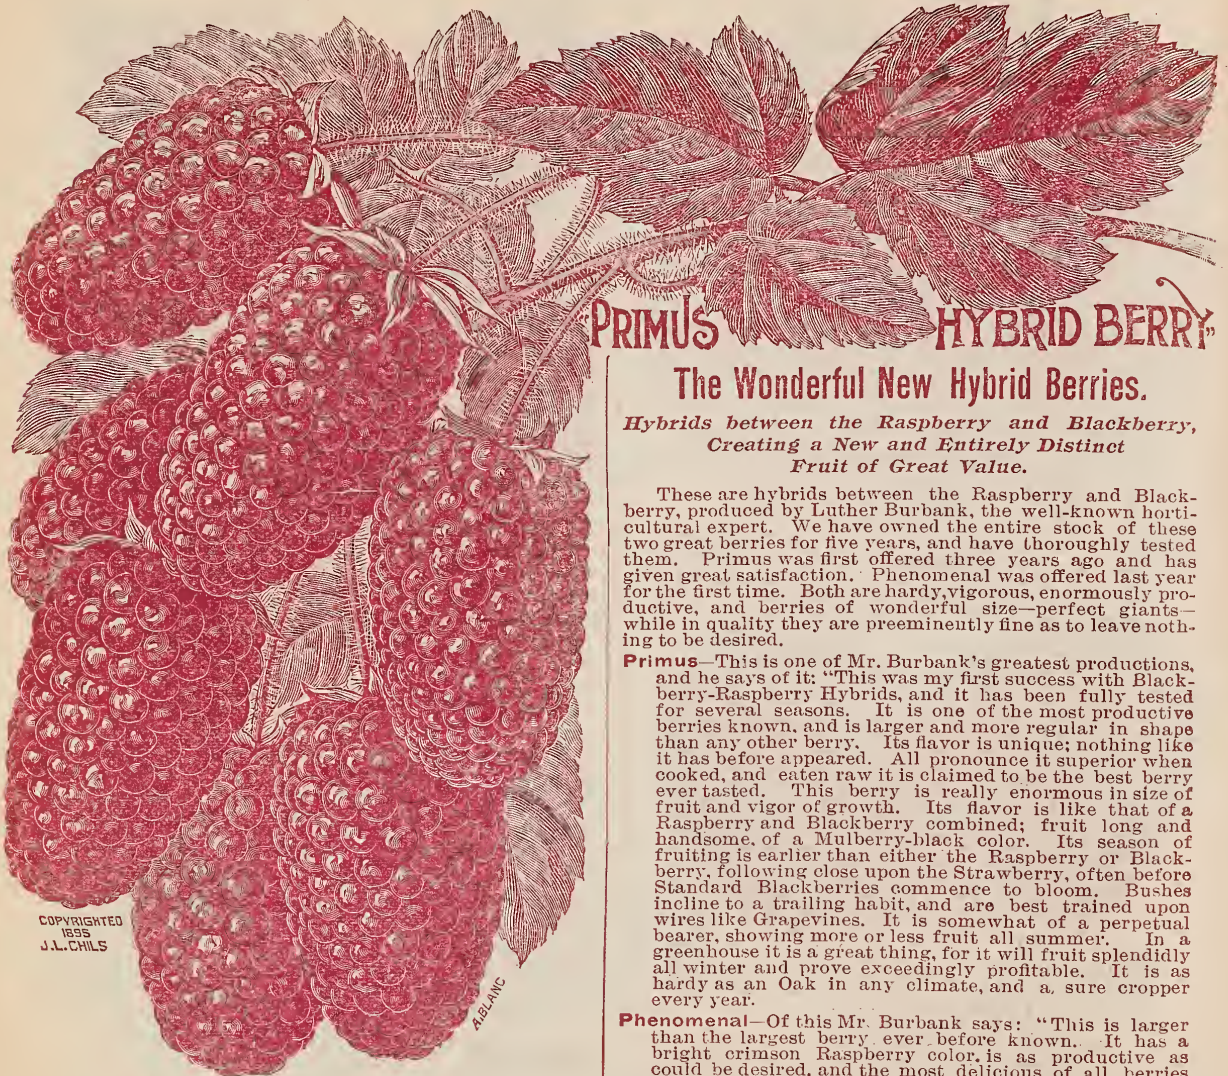 "PRIMUS HYBRID BERRY"
The Wonderful New Hybrid Berries.
Hybrids between the Raspberry and Blackberry,
Creating a New and Entirely Distinct
Fruit of Great Value.
These are hybrids between the Raspberry and Black-
berry, produced by Luther Burbank, the well-known horti-
cultural expert. We have owned the entire stock of these
two great berries for five years, and have thoroughly tested
them. Primus was first offered three years ago and has
given great satisfaction. Phenomenal was offered last year
for the first time. Both are hardy, vigorous, enormously pro-
ductive, and berries of wonderful size—perfect giants—
while in quality they are preeminently fine as to leave noth-
ing to be desired.
Primus—This is one of Mr. Burbank's greatest productions,
and he says of it: "This was my first success with Black-
berry-Raspberry Hybrids, and it has been fully tested
for several seasons. It is one of the most productive
berries known, and is larger and more regular in shape
than any other berry. Its flavor is unique; nothing like
it has before appeared. All pronounce it superior when
cooked, and eaten raw it is claimed to be the best berry
ever tasted. This berry is really enormous in size of
fruit and vigor of growth. Its flavor is like that of a
Raspberry and Blackberry combined; fruit long and
handsome, of a Mulberry-black color. Its season of
fruiting is earlier than either the Raspberry or Black-
berry, following close upon the Strawberry, often before
Standard Blackberries commence to bloom. Bushes
incline to a trailing habit, and are best trained upon
wires like Grapevines. It is somewhat of a perpetual
bearer, showing more or less fruit all summer. In a
greenhouse it is a great thing, for it will fruit splendidly
all winter and prove exceedingly profitable. It is as
hardy as an Oak in any climate, and a sure cropper
every year.
Phenomenal—Of this Mr. Burbank says: "This is larger
than the largest berry ever before known. It has a
bright crimson Raspberry color, is as productive as
could be desired, and the most delicious of all berries
COPYRIGHTED
1895
J.L.CHILS
A.BLANC